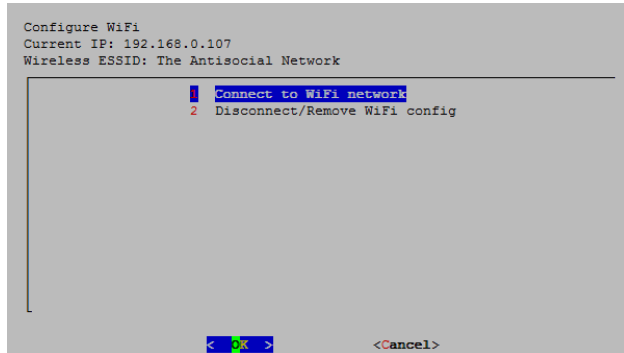 Configure WiFi
Current IP: 192.168.0.107
Wireless ESSID: The Antisocial Network
1 Connect to WiFi network
2 Disconnect/Remove WiFi config
< OK > <Cancel>